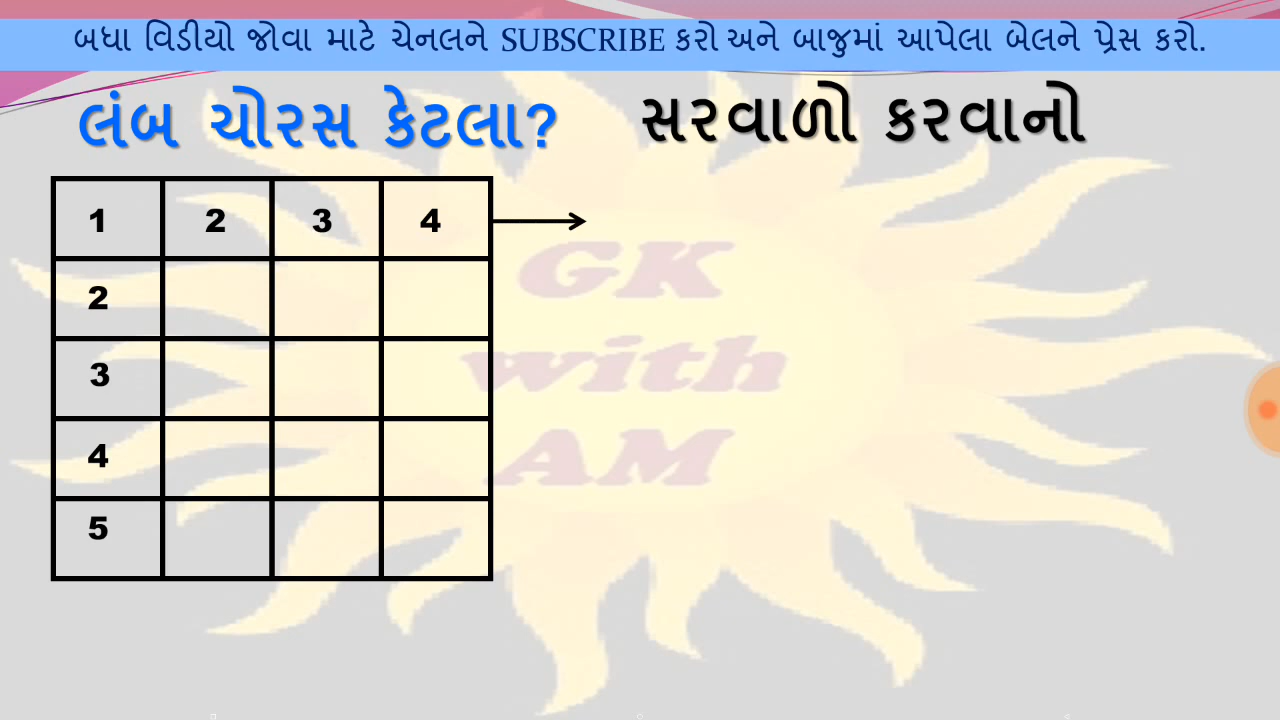 બધા વિડીયો જોવા માટે ચેનલને SUBSCRIBE કરો અને બાજુમાં આપેલા બેલને પ્રેસ કરો.
લંબ ચોરસ કેટલા? સરવાળો કરવાનો
1 2 3 4
GK
2
with
3
AM
4
5